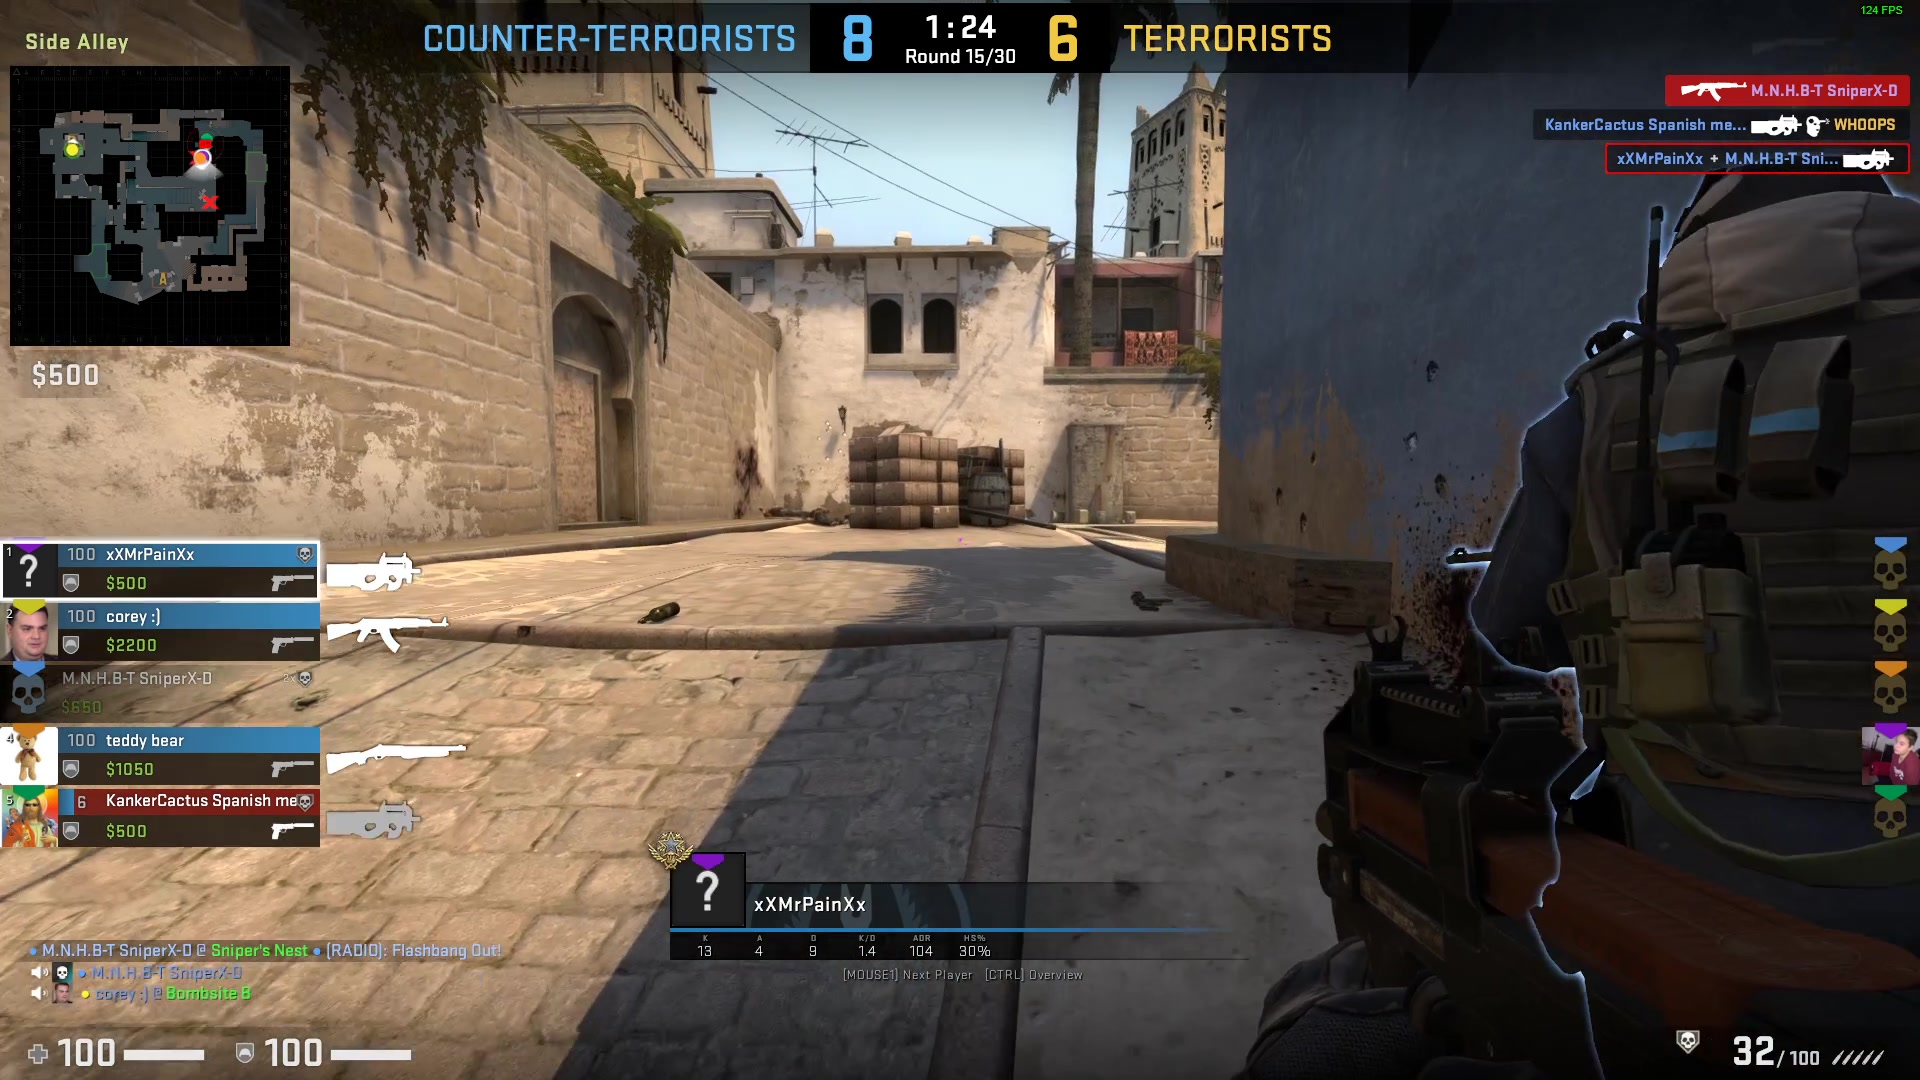 124 FPS
Side Alley
COUNTER-TERRORISTS
8
1:24
Round 15/30
6
TERRORISTS
M.N.H.B-T SniperX-D
KankerCactus Spanish me... WHOOPS
xXMrPainXx + M.N.H.B-T Sni...
A
$500
1
?
100 xXMrPainXx
$500
2
100 corey :)
$2200
M.N.H.B-T SniperX-D 2x
$650
4
100 teddy bear
$1050
5
6 KankerCactus Spanish me
$500
?
xXMrPainXx
K A D K/D ADR HS%
13 4 9 1.4 104 30%
[MOUSE1] Next Player [CTRL] Overview
• M.N.H.B-T SniperX-D @ Sniper's Nest • (RADIO): Flashbang Out!
• M.N.H.B-T SniperX-D
• corey :) @ Bombsite B
100
100
32/ 100